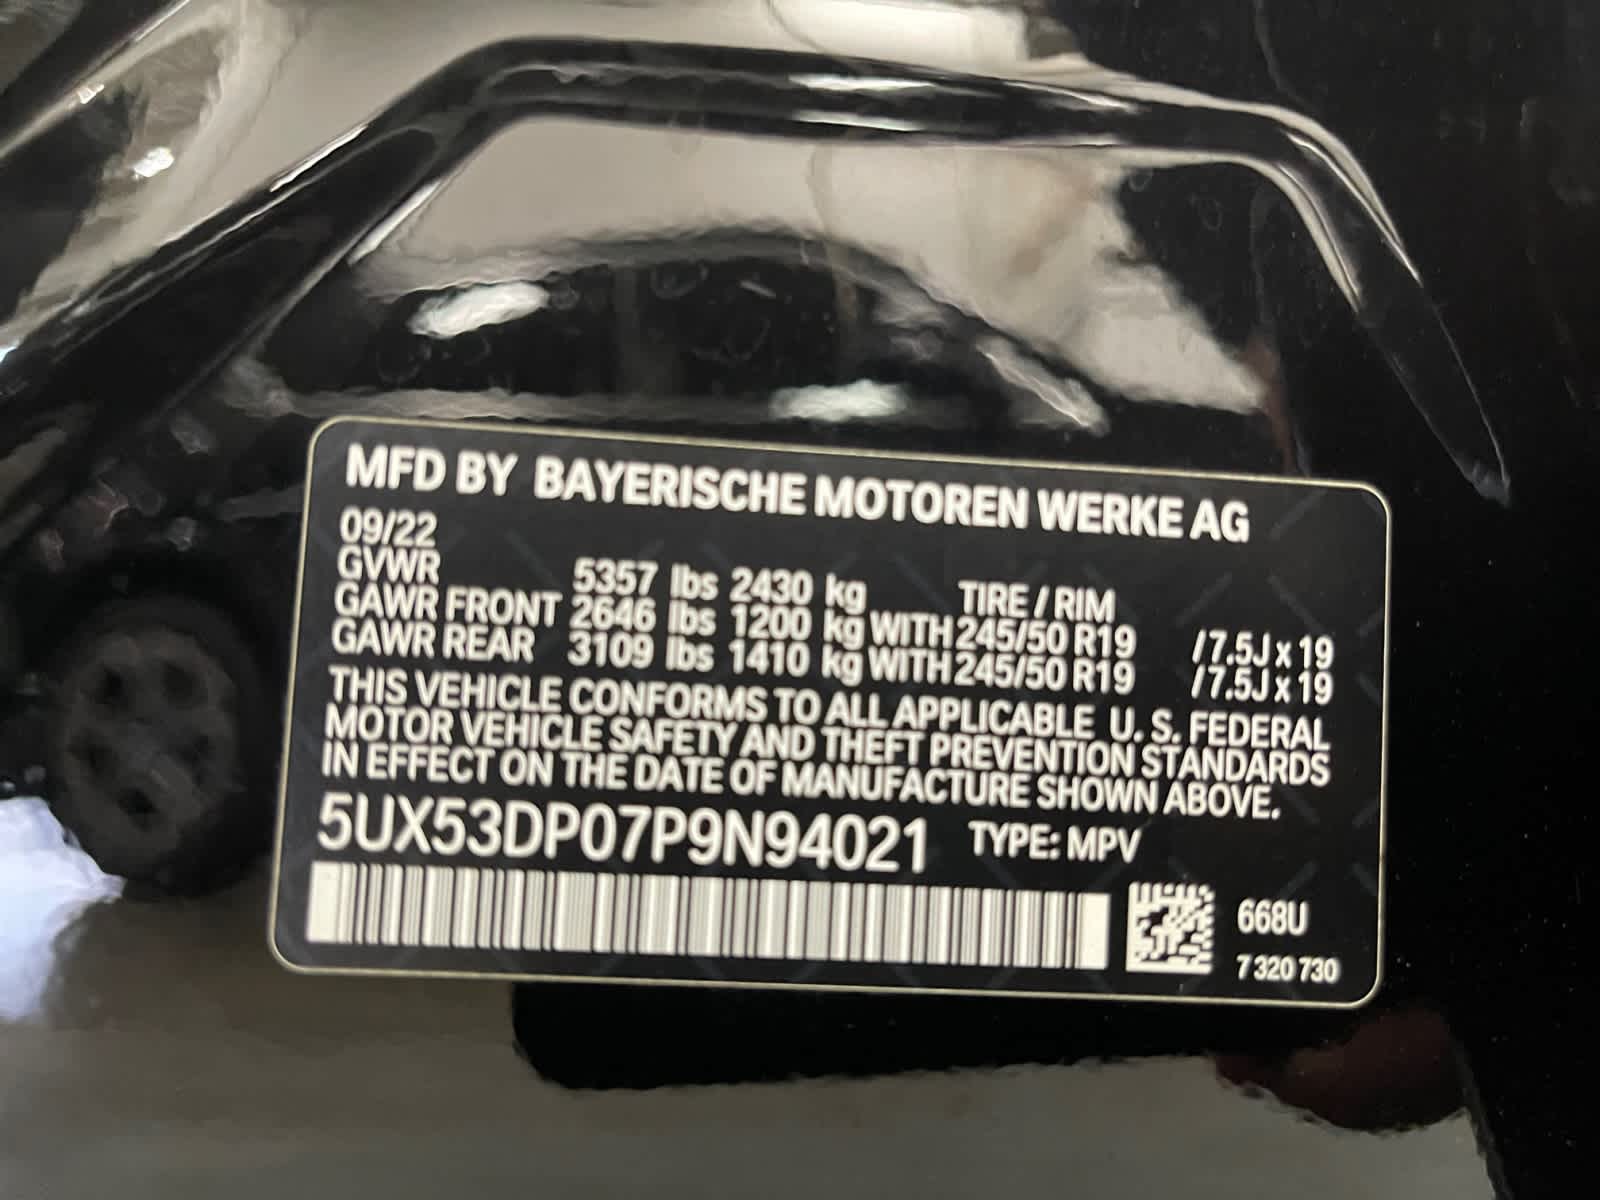 MFD BY BAYERISCHE MOTOREN WERKE AG
09/22
GVWR 5357 lbs 2430 kg TIRE / RIM
GAWR FRONT 2646 lbs 1200 kg WITH 245/50 R19 /7.5J x 19
GAWR REAR 3109 lbs 1410 kg WITH 245/50 R19 /7.5J x 19
THIS VEHICLE CONFORMS TO ALL APPLICABLE U. S. FEDERAL
MOTOR VEHICLE SAFETY AND THEFT PREVENTION STANDARDS
IN EFFECT ON THE DATE OF MANUFACTURE SHOWN ABOVE.
5UX53DP07P9N94021 TYPE: MPV
668U
7 320 730